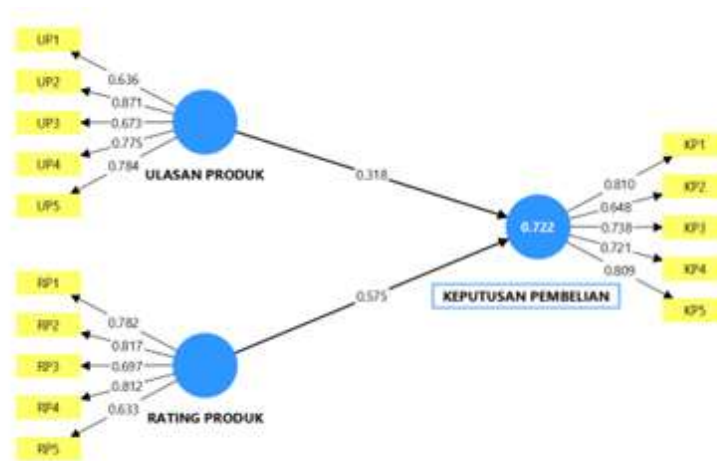 UP1
UP2
UP3
UP4
UP5
0.636
0.871
0.673
0.775
0.784
ULASAN PRODUK
0.318
RP1
RP2
RP3
RP4
RP5
0.782
0.817
0.697
0.812
0.633
RATING PRODUK
0.575
0.722
KEPUTUSAN PEMBELIAN
0.810
0.648
0.738
0.721
0.809
KP1
KP2
KP3
KP4
KP5